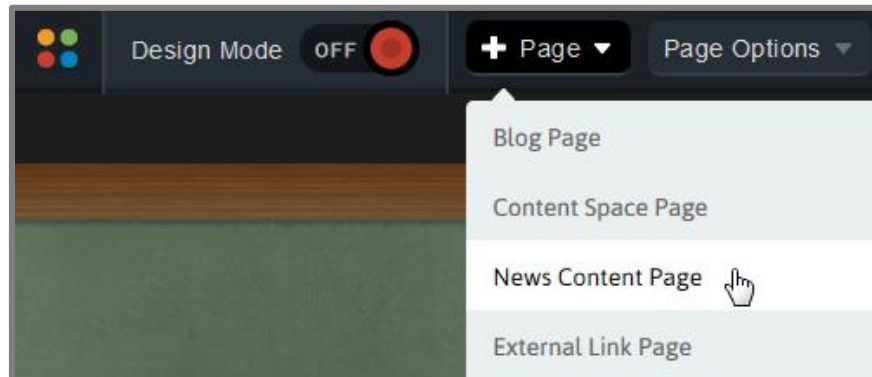 Design Mode OFF + Page Page Options
Blog Page
Content Space Page
News Content Page
External Link Page